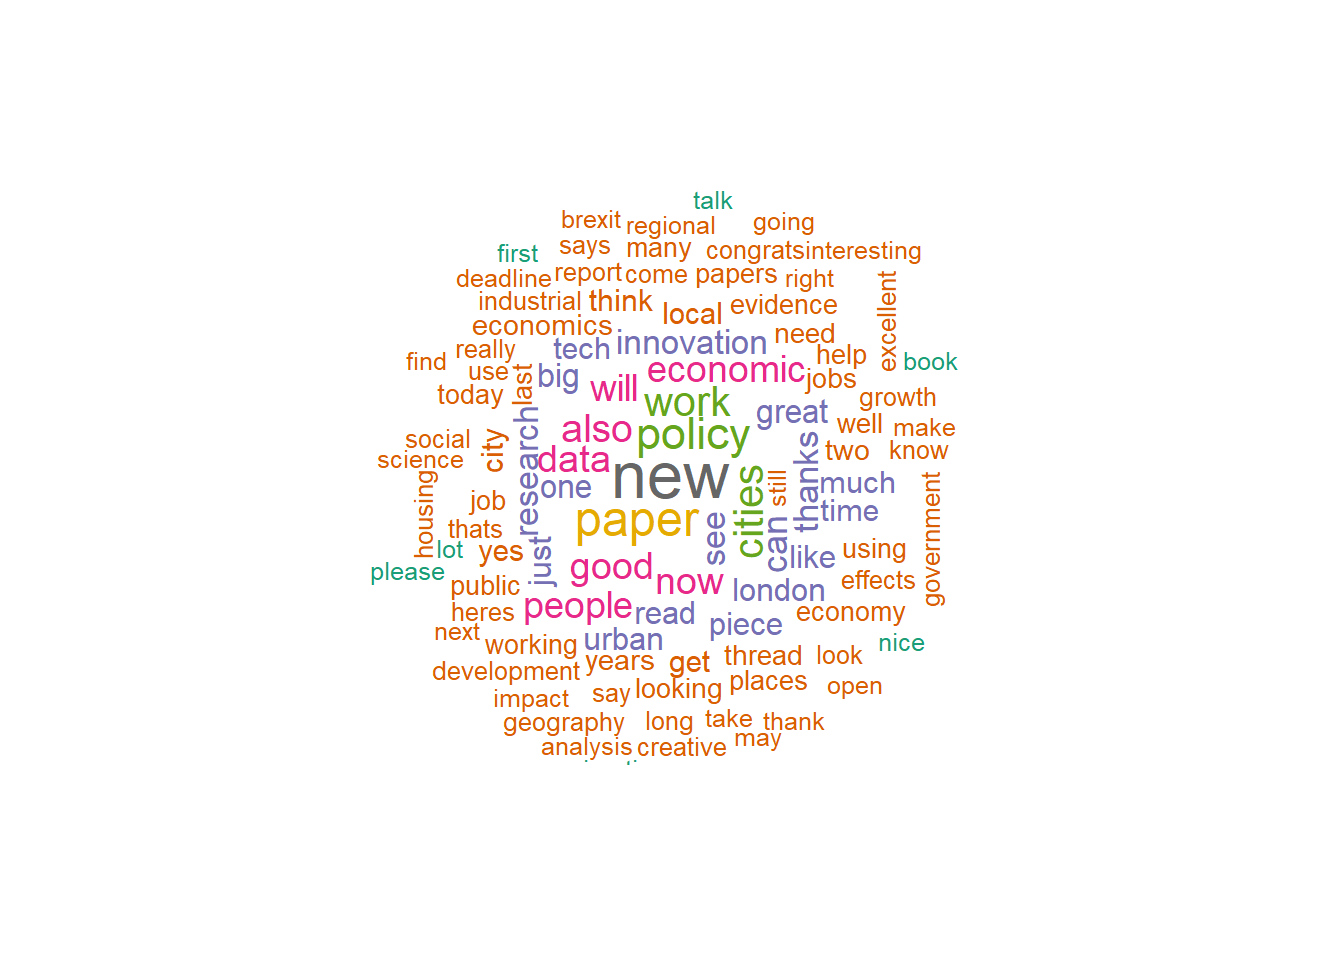 talk
brexit regional going
first says many congrats interesting
deadline report come papers right excellent
industrial think local evidence
economics tech innovation need
find really use last big will economic help jobs book
today work great growth
social science city research also policy well make
data new thanks two know
housing job one paper cities still much government
thats see can time
lot yes just good now like using
please public people london effects
heres read piece economy
next working urban nice
development years get thread look
impact say looking places open
geography long take thank
analysis creative may